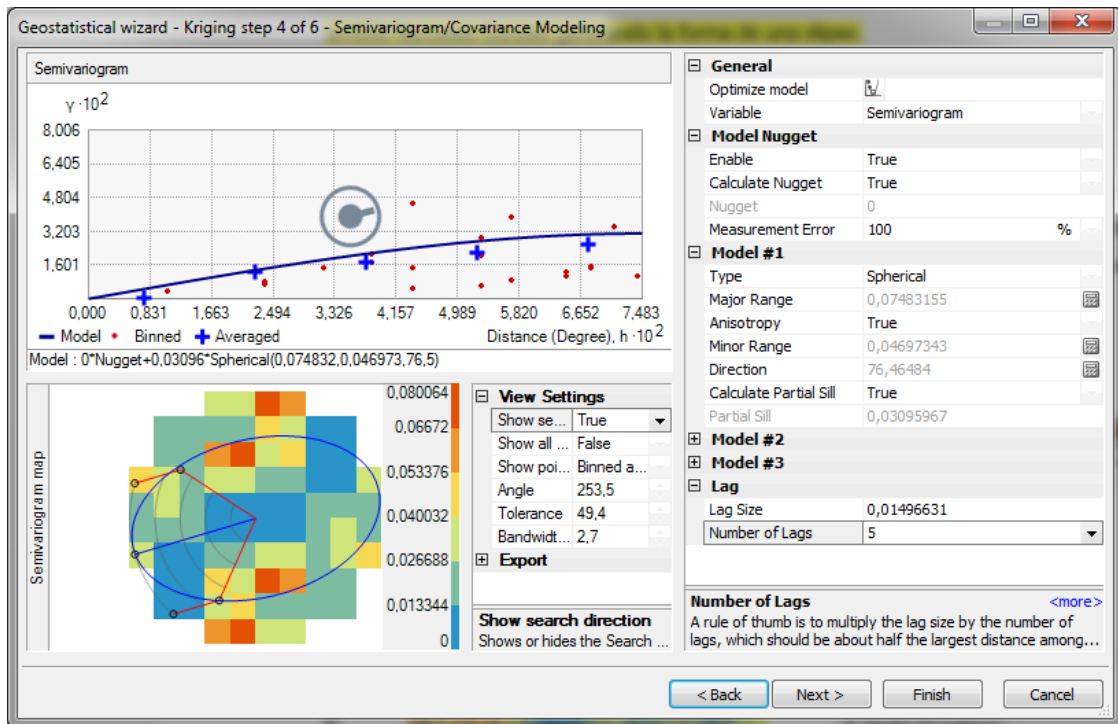 Geostatistical wizard - Kriging step 4 of 6 - Semivariogram/Covariance Modeling
la forma de una elipse
Semivariogram
γ ·10²
8,006
6,405
4,804
3,203
1,601
0,000 0,831 1,663 2,494 3,326 4,157 4,989 5,820 6,652 7,483
Model Binned Averaged Distance (Degree), h ·10²
Model : 0*Nugget+0,03096*Spherical(0,074832,0,046973,76,5)
Semivariogram map
0,080064
0,06672
0,053376
0,040032
0,026688
0,013344
0
View Settings
Show se... True
Show all ... False
Show poi... Binned a...
Angle 253,5
Tolerance 49,4
Bandwidt... 2,7
Export
Show search direction
Shows or hides the Search ...
General
Optimize model
Variable Semivariogram
Model Nugget
Enable True
Calculate Nugget True
Nugget 0
Measurement Error 100 %
Model #1
Type Spherical
Major Range 0,07483155
Anisotropy True
Minor Range 0,04697343
Direction 76,46484
Calculate Partial Sill True
Partial Sill 0,03095967
Model #2
Model #3
Lag
Lag Size 0,01496631
Number of Lags 5
Number of Lags <more>
A rule of thumb is to multiply the lag size by the number of
lags, which should be about half the largest distance among...
< Back Next > Finish Cancel